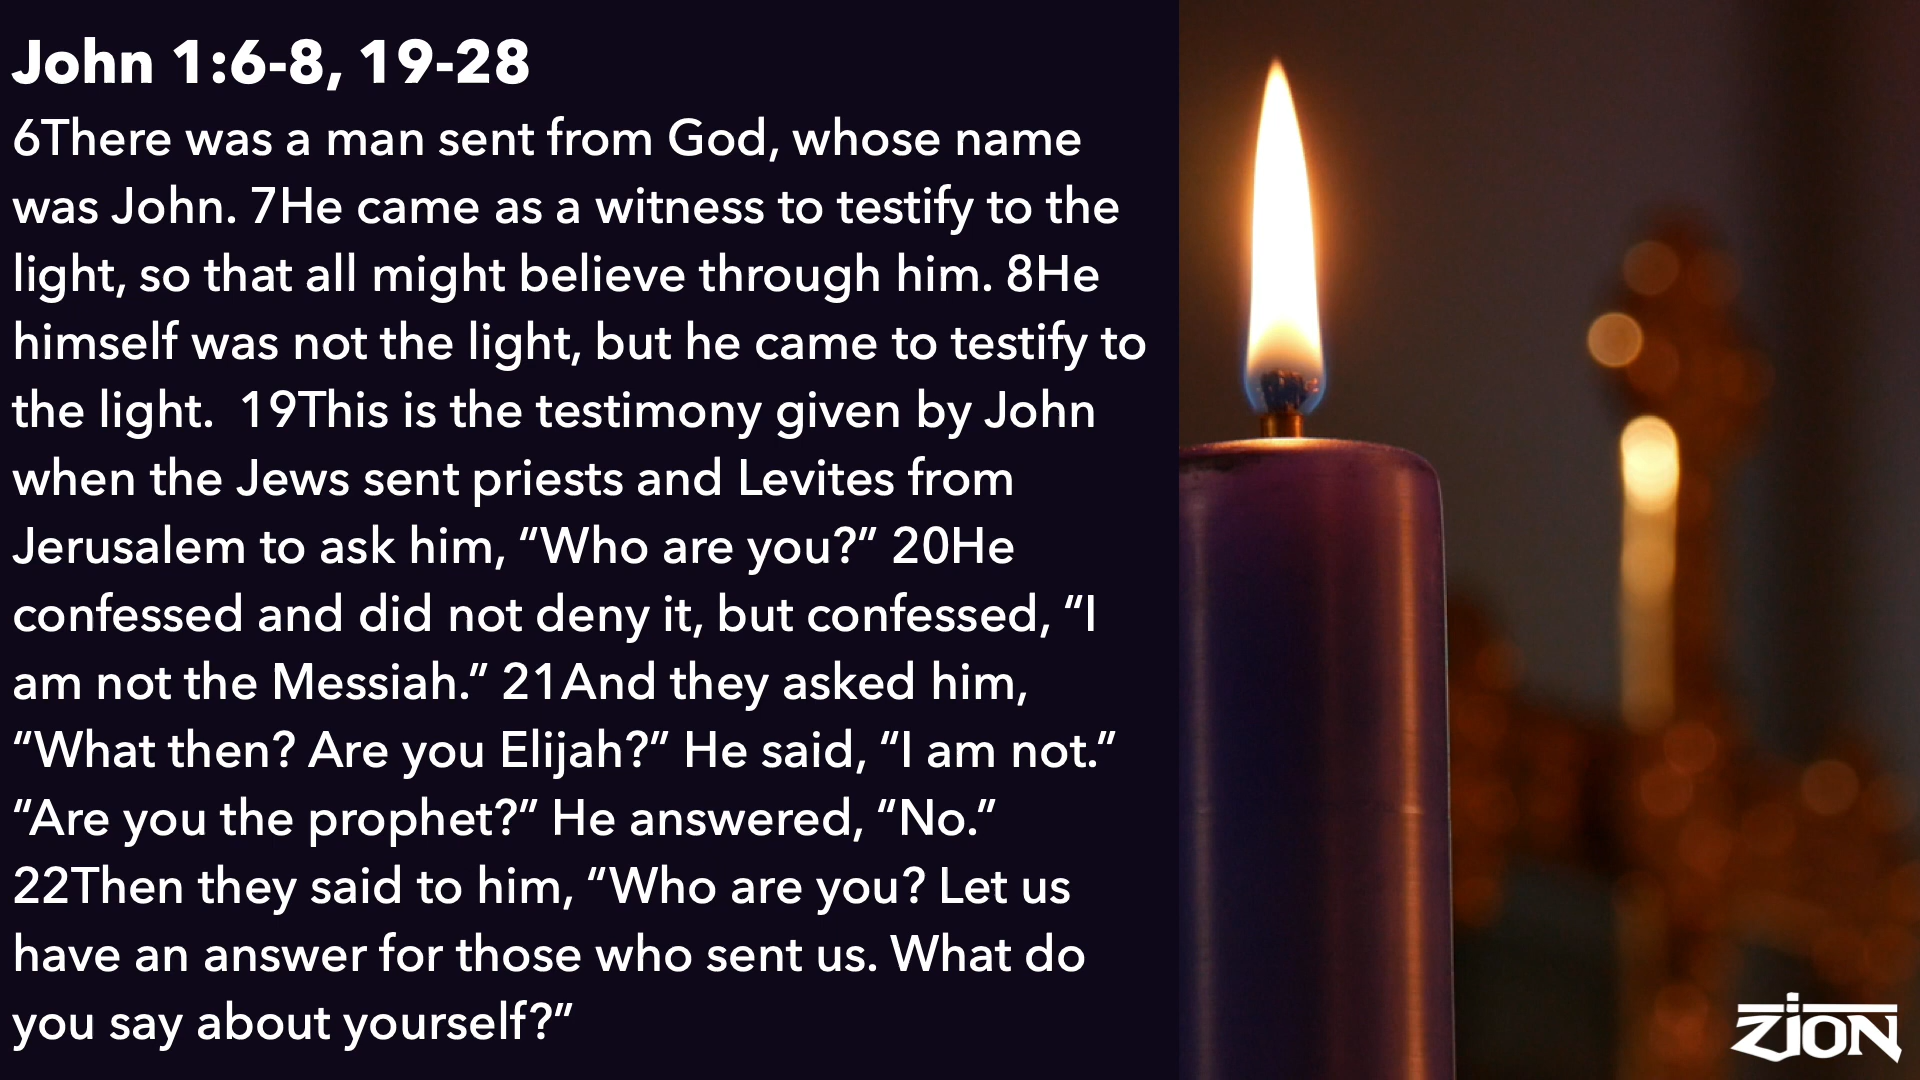 John 1:6-8, 19-28
6There was a man sent from God, whose name
was John. 7He came as a witness to testify to the
light, so that all might believe through him. 8He
himself was not the light, but he came to testify to
the light.  19This is the testimony given by John
when the Jews sent priests and Levites from
Jerusalem to ask him, “Who are you?” 20He
confessed and did not deny it, but confessed, “I
am not the Messiah.” 21And they asked him,
“What then? Are you Elijah?” He said, “I am not.”
“Are you the prophet?” He answered, “No.”
22Then they said to him, “Who are you? Let us
have an answer for those who sent us. What do
you say about yourself?”
ZiON